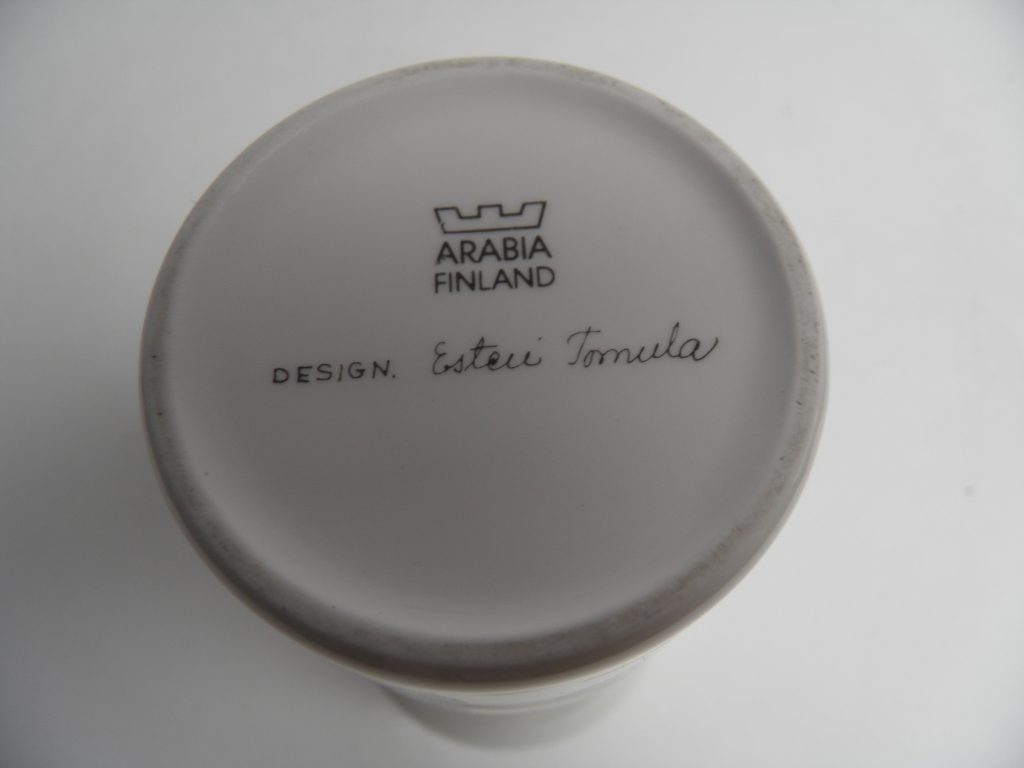 ARABIA
FINLAND
DESIGN. Esteri Tomula